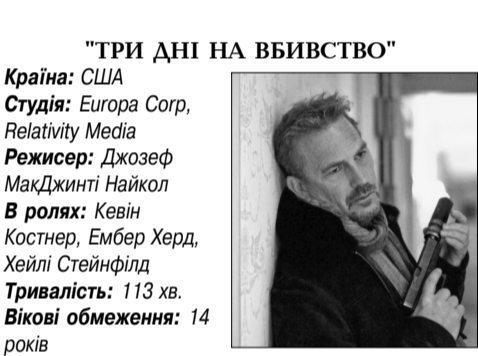 "ТРИ ДНІ НА ВБИВСТВО"
Країна: США
Студія: Europa Corp,
Relativity Media
Режисер: Джозеф
МакДжинті Найкол
В ролях: Кевін
Костнер, Ембер Херд,
Хейлі Стейнфілд
Тривалість: 113 хв.
Вікові обмеження: 14
років